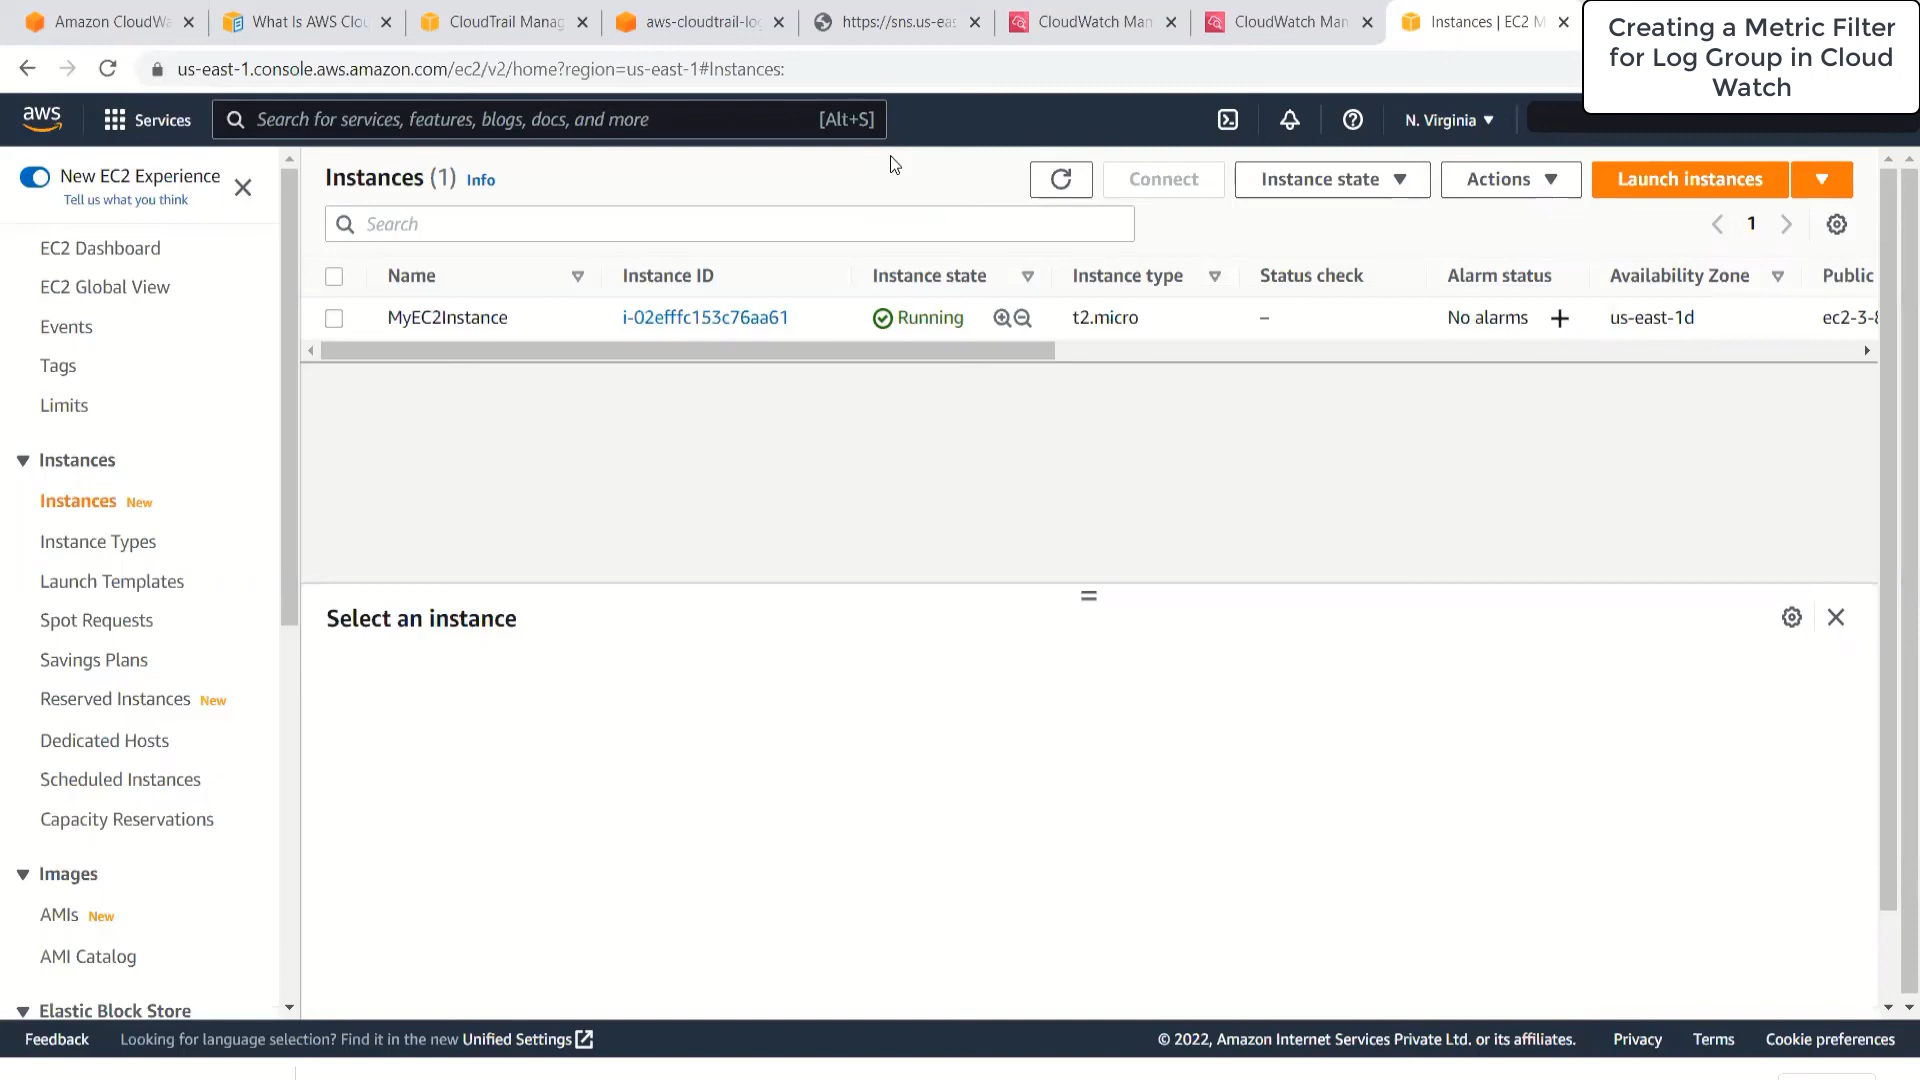 Amazon CloudWa
What Is AWS Clou
CloudTrail Manag
aws-cloudtrail-log
https://sns.us-eas
CloudWatch Man
CloudWatch Man
Instances | EC2 M
Creating a Metric Filter
for Log Group in Cloud
Watch
us-east-1.console.aws.amazon.com/ec2/v2/home?region=us-east-1#Instances:
aws
Services
Search for services, features, blogs, docs, and more
[Alt+S]
N. Virginia
New EC2 Experience
Tell us what you think
EC2 Dashboard
EC2 Global View
Events
Tags
Limits
Instances
Instances New
Instance Types
Launch Templates
Spot Requests
Savings Plans
Reserved Instances New
Dedicated Hosts
Scheduled Instances
Capacity Reservations
Images
AMIs New
AMI Catalog
Elastic Block Store
Instances (1) Info
Connect
Instance state
Actions
Launch instances
Search
1
Name
Instance ID
Instance state
Instance type
Status check
Alarm status
Availability Zone
Public
MyEC2Instance
i-02efffc153c76aa61
Running
t2.micro
–
No alarms
us-east-1d
ec2-3-8
Select an instance
Feedback
Looking for language selection? Find it in the new Unified Settings
© 2022, Amazon Internet Services Private Ltd. or its affiliates.
Privacy
Terms
Cookie preferences